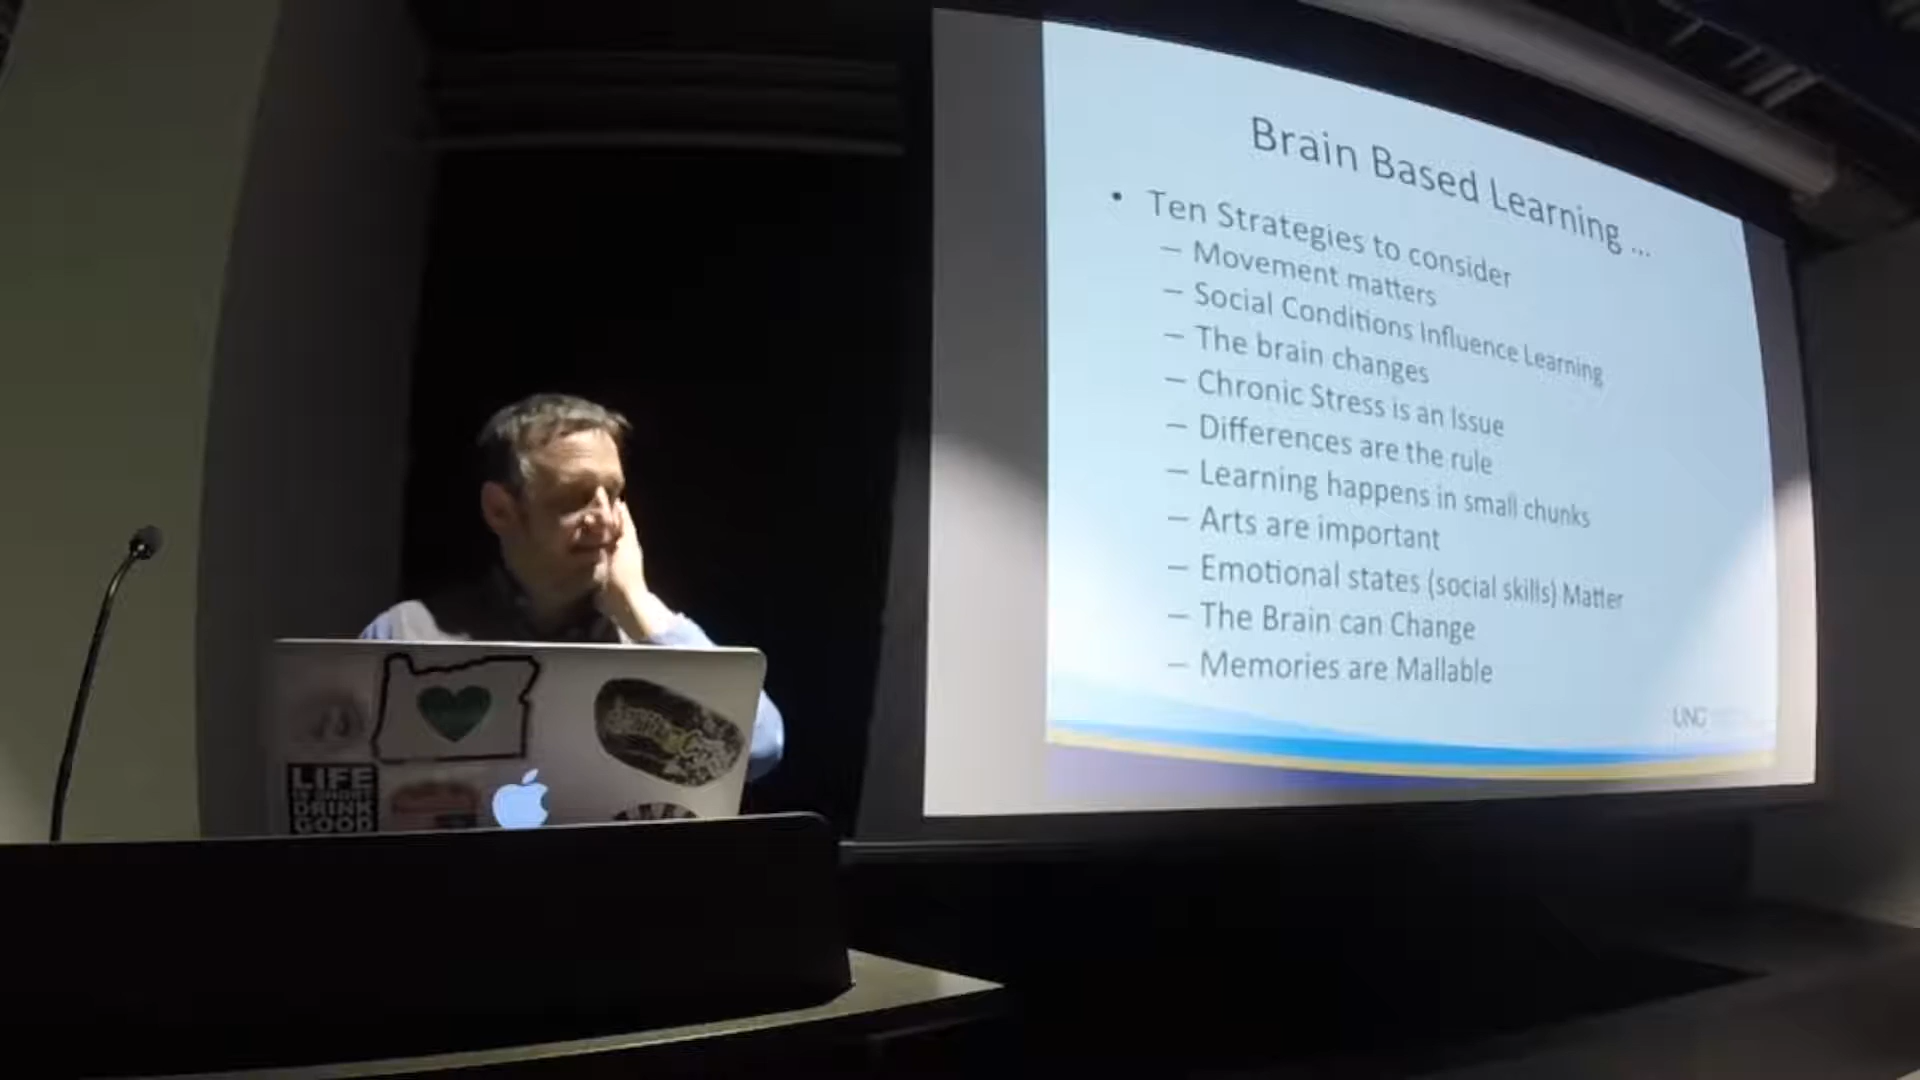 Brain Based Learning ...
• Ten Strategies to consider
– Movement matters
– Social Conditions Influence Learning
– The brain changes
– Chronic Stress is an Issue
– Differences are the rule
– Learning happens in small chunks
– Arts are important
– Emotional states (social skills) Matter
– The Brain can Change
– Memories are Mallable
UNG
LIFE
DRINK
GOOD